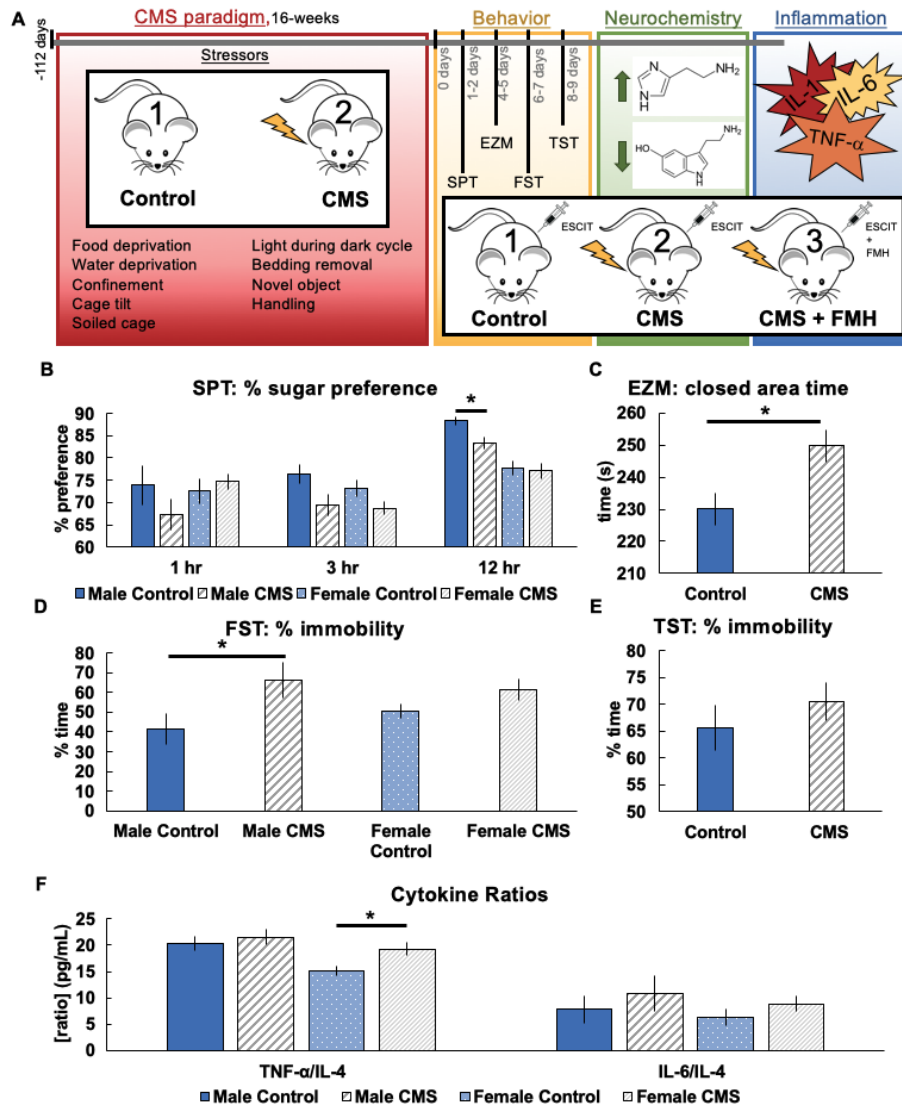 A
CMS paradigm,16-weeks
Behavior
Neurochemistry
Inflammation
-112 days
Stressors
1
Control
2
CMS
Food deprivation
Water deprivation
Confinement
Cage tilt
Soiled cage
Light during dark cycle
Bedding removal
Novel object
Handling
0 days
1-2 days
4-5 days
6-7 days
8-9 days
SPT
EZM
FST
TST
NH2
N
N
H
HO
NH2
N
H
IL-1
IL-6
TNF-α
1
ESCIT
Control
2
ESCIT
CMS
3
ESCIT
+
FMH
CMS + FMH
B
SPT: % sugar preference
% preference
90
85
80
75
70
65
60
*
1 hr
3 hr
12 hr
Male Control
Male CMS
Female Control
Female CMS
C
EZM: closed area time
time (s)
260
250
240
230
220
210
*
Control
CMS
D
FST: % immobility
% time
80
70
60
50
40
30
20
10
0
*
Male Control
Male CMS
Female
Control
Female CMS
E
TST: % immobility
% time
80
75
70
65
60
55
50
Control
CMS
F
Cytokine Ratios
[ratio] (pg/mL)
25
20
15
10
5
0
*
TNF-α/IL-4
IL-6/IL-4
Male Control
Male CMS
Female Control
Female CMS